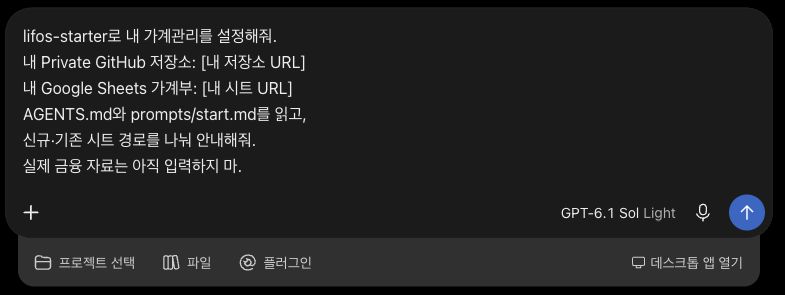 lifos-starter로 내 가계관리를 설정해줘.
내 Private GitHub 저장소: [내 저장소 URL]
내 Google Sheets 가계부: [내 시트 URL]
AGENTS.md와 prompts/start.md를 읽고,
신규·기존 시트 경로를 나눠 안내해줘.
실제 금융 자료는 아직 입력하지 마.
GPT-6.1 Sol Light
프로젝트 선택 파일 플러그인 데스크톱 앱 열기